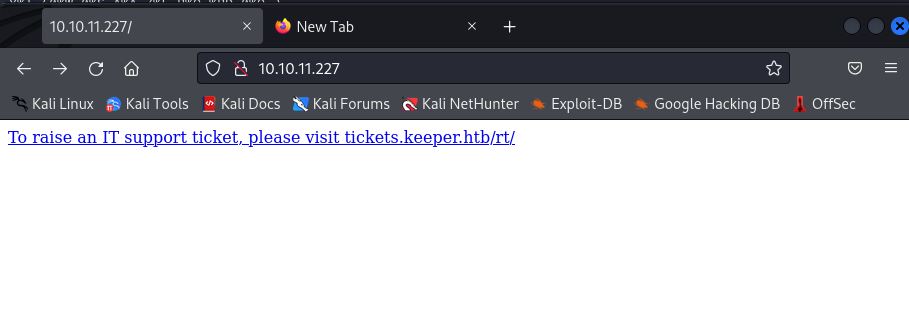 10.10.11.227/
New Tab
10.10.11.227
Kali Linux Kali Tools Kali Docs Kali Forums Kali NetHunter Exploit-DB Google Hacking DB OffSec
To raise an IT support ticket, please visit tickets.keeper.htb/rt/